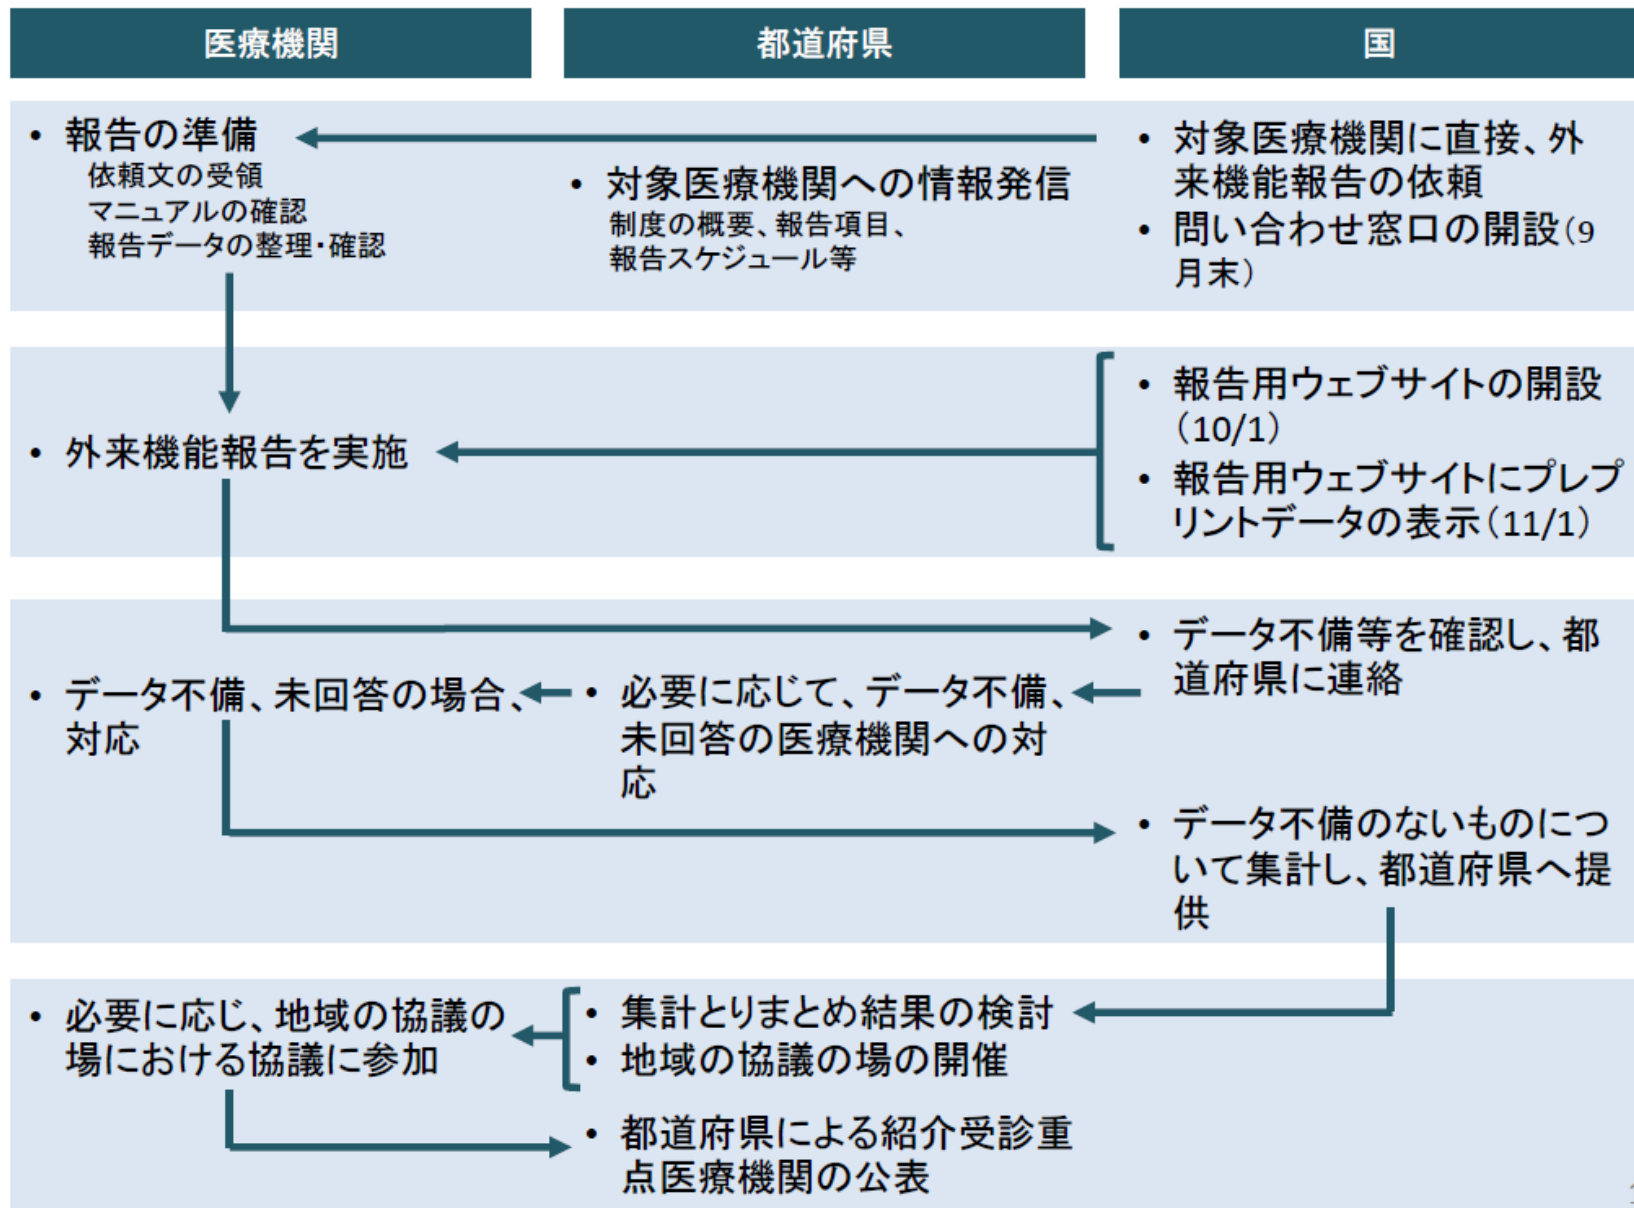 医療機関
都道府県
国
• 報告の準備
依頼文の受領
マニュアルの確認
報告データの整理・確認
• 対象医療機関への情報発信
制度の概要、報告項目、
報告スケジュール等
• 対象医療機関に直接、外
来機能報告の依頼
• 問い合わせ窓口の開設(9
月末)
• 外来機能報告を実施
• 報告用ウェブサイトの開設
(10/1)
• 報告用ウェブサイトにプレプ
リントデータの表示(11/1)
• データ不備等を確認し、都
道府県に連絡
• 必要に応じて、データ不備、
未回答の医療機関への対
応
• データ不備、未回答の場合、
対応
• データ不備のないものにつ
いて集計し、都道府県へ提
供
• 集計とりまとめ結果の検討
• 地域の協議の場の開催
• 必要に応じ、地域の協議の
場における協議に参加
• 都道府県による紹介受診重
点医療機関の公表